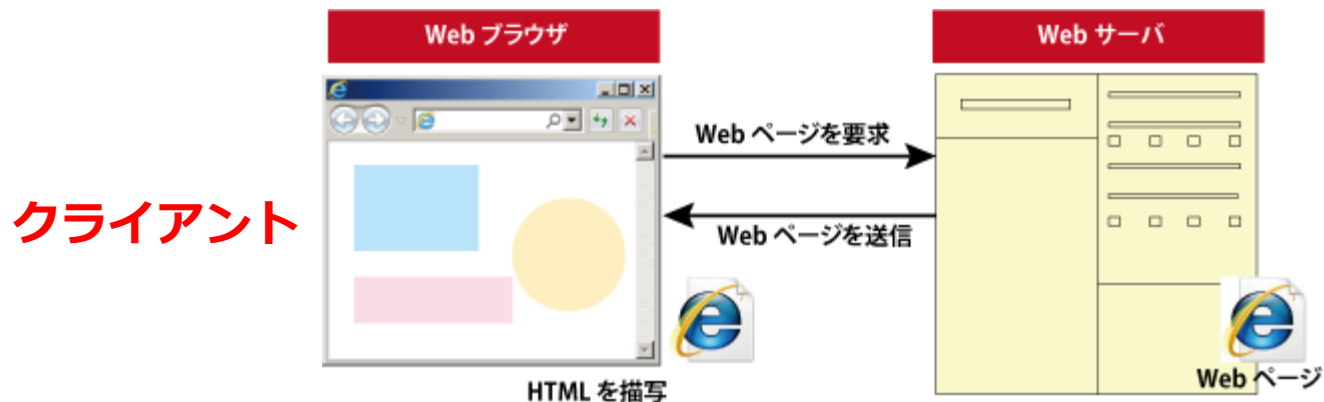 Web ブラウザ
Web サーバ
Web ページを要求
クライアント
Web ページを送信
HTML を描写
Web ページ